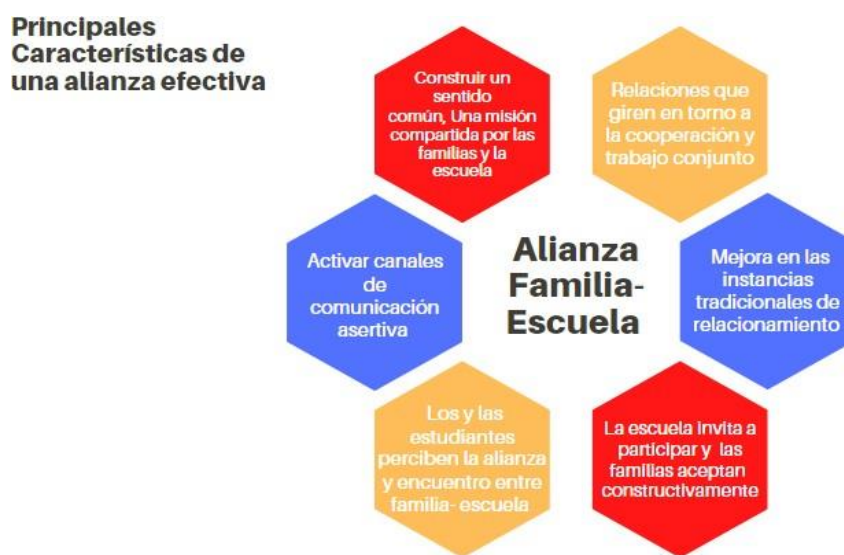 Principales
Características de
una alianza efectiva
Construir un
sentido
común, Una misión
compartida por las
familias y la
escuela
Relaciones que
giren en torno a
la cooperación y
trabajo conjunto
Activar canales
de
comunicación
asertiva
Alianza
Familia-
Escuela
Mejora en las
instancias
tradicionales de
relacionamiento
Los y las
estudiantes
perciben la alianza
y encuentro entre
familia- escuela
La escuela invita a
participar y las
familias aceptan
constructivamente